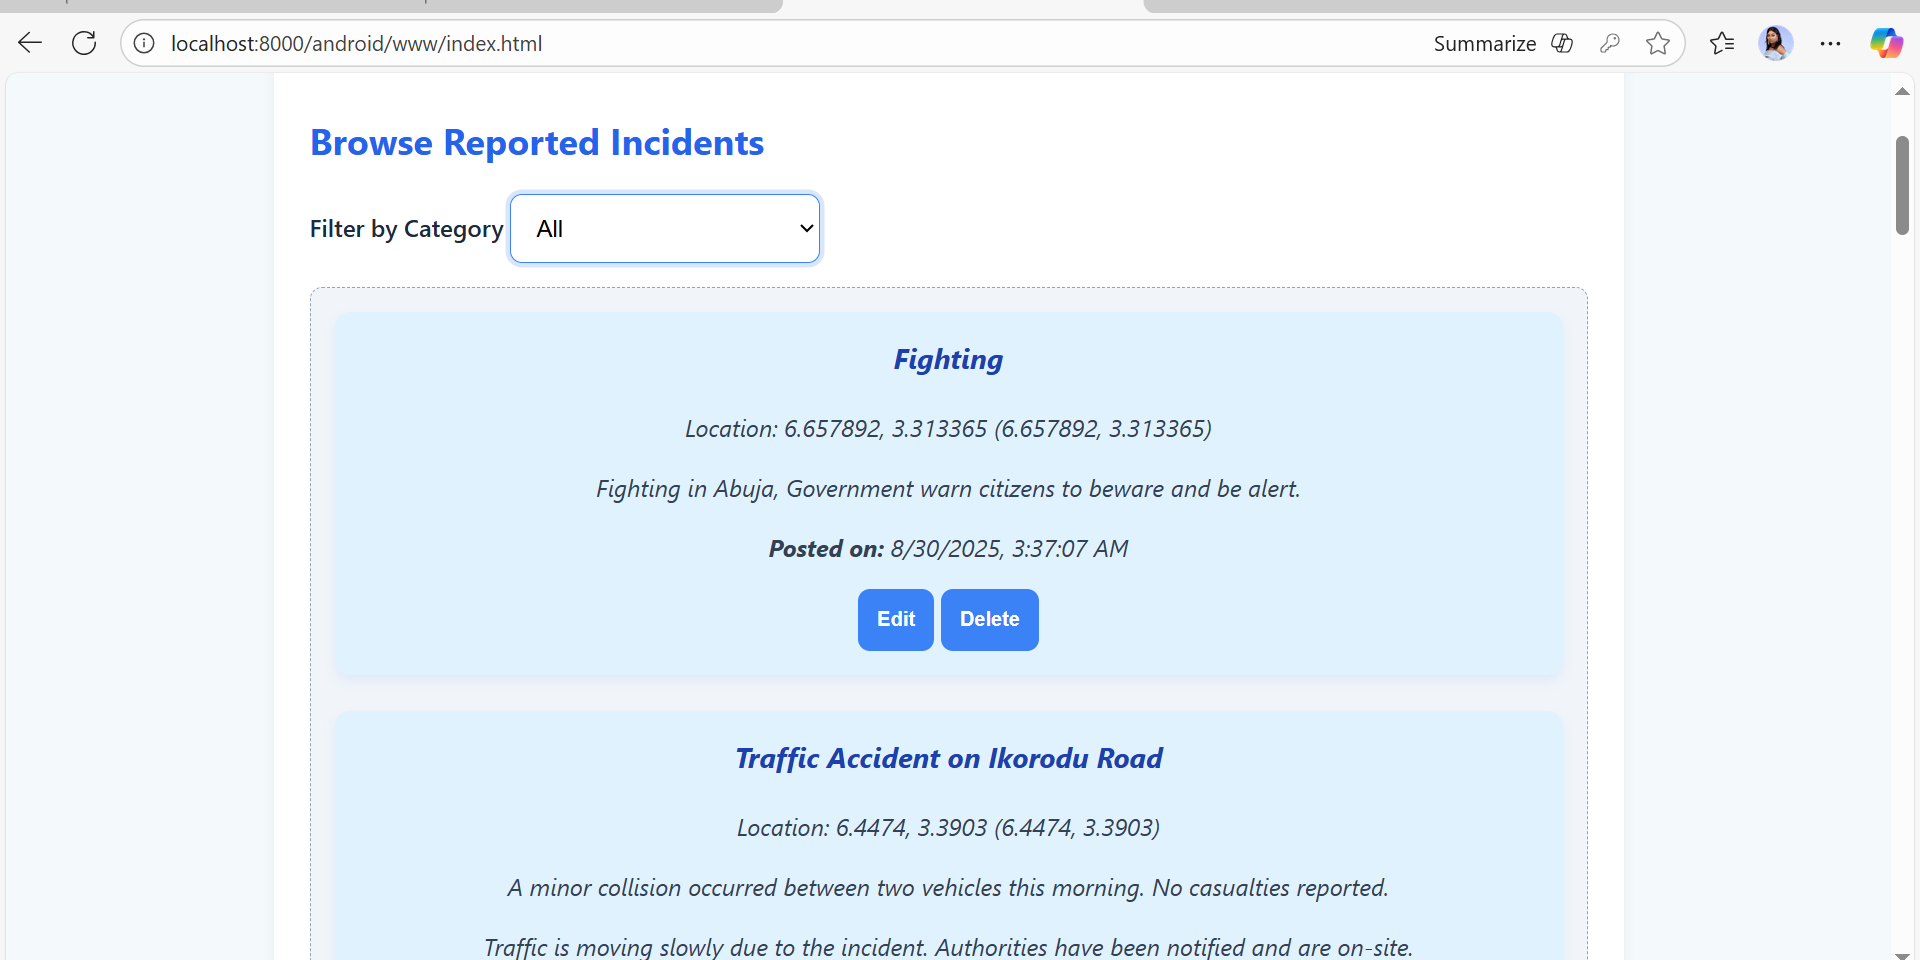 localhost:8000/android/www/index.html
Summarize
Browse Reported Incidents
Filter by Category
All
Fighting
Location: 6.657892, 3.313365 (6.657892, 3.313365)
Fighting in Abuja, Government warn citizens to beware and be alert.
Posted on: 8/30/2025, 3:37:07 AM
Edit
Delete
Traffic Accident on Ikorodu Road
Location: 6.4474, 3.3903 (6.4474, 3.3903)
A minor collision occurred between two vehicles this morning. No casualties reported.
Traffic is moving slowly due to the incident. Authorities have been notified and are on-site.